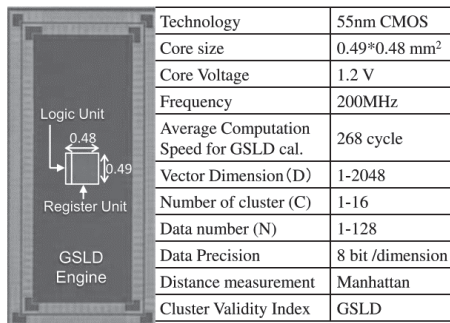 Logic Unit
0.48
0.49
Register Unit
GSLD
Engine
Technology 55nm CMOS
Core size 0.49*0.48 mm²
Core Voltage 1.2 V
Frequency 200MHz
Average Computation
Speed for GSLD cal. 268 cycle
Vector Dimension(D) 1-2048
Number of cluster (C) 1-16
Data number (N) 1-128
Data Precision 8 bit /dimension
Distance measurement Manhattan
Cluster Validity Index GSLD